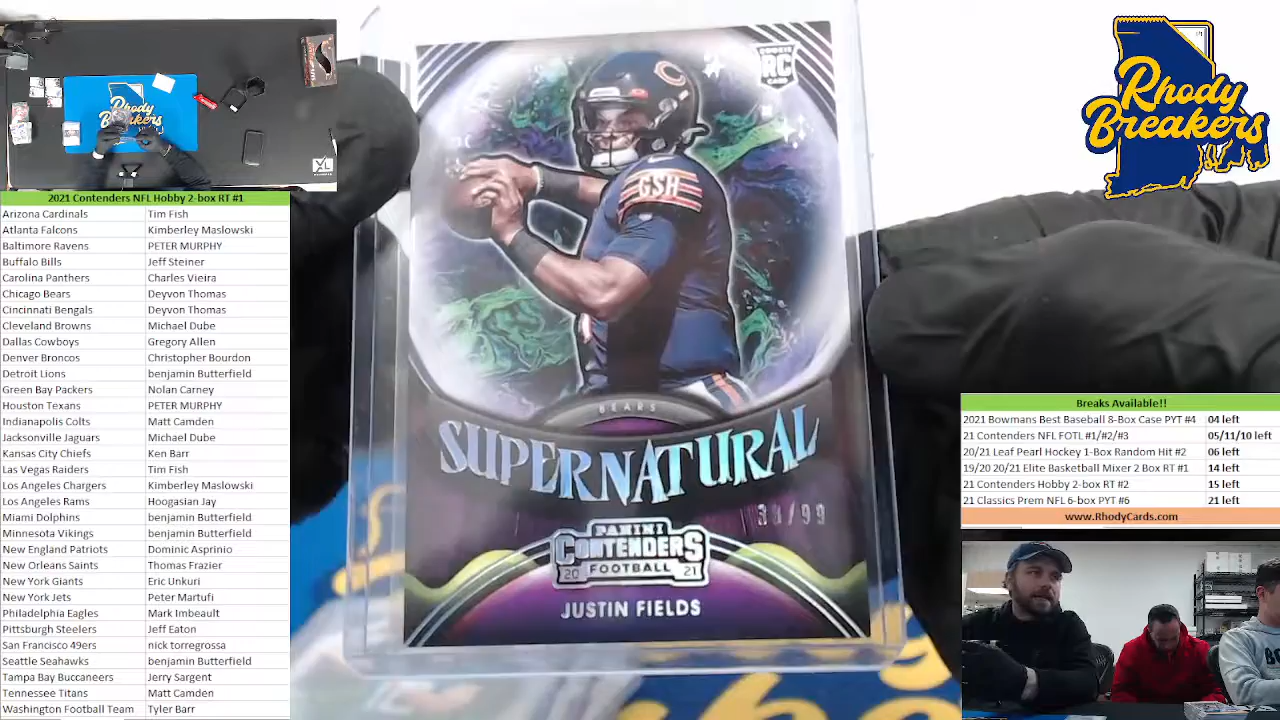 2021 Contenders NFL Hobby 2-box RT #1
Arizona Cardinals Tim Fish
Atlanta Falcons Kimberley Maslowski
Baltimore Ravens PETER MURPHY
Buffalo Bills Jeff Steiner
Carolina Panthers Charles Vieira
Chicago Bears Deyvon Thomas
Cincinnati Bengals Deyvon Thomas
Cleveland Browns Michael Dube
Dallas Cowboys Gregory Allen
Denver Broncos Christopher Bourdon
Detroit Lions benjamin Butterfield
Green Bay Packers Nolan Carney
Houston Texans PETER MURPHY
Indianapolis Colts Matt Camden
Jacksonville Jaguars Michael Dube
Kansas City Chiefs Ken Barr
Las Vegas Raiders Tim Fish
Los Angeles Chargers Kimberley Maslowski
Los Angeles Rams Hoogasian Jay
Miami Dolphins benjamin Butterfield
Minnesota Vikings benjamin Butterfield
New England Patriots Dominic Asprinio
New Orleans Saints Thomas Frazier
New York Giants Eric Unkuri
New York Jets Peter Martufi
Philadelphia Eagles Mark Imbeault
Pittsburgh Steelers Jeff Eaton
San Francisco 49ers nick torregrossa
Seattle Seahawks benjamin Butterfield
Tampa Bay Buccaneers Jerry Sargent
Tennessee Titans Matt Camden
Washington Football Team Tyler Barr
Rhody
Breakers
XL
ROOKIE
RC
CARD
GSH
BEARS
SUPERNATURAL
/99
PANINI
CONTENDERS
20 FOOTBALL 21
JUSTIN FIELDS
Rhody
Breakers
Breaks Available!!
2021 Bowmans Best Baseball 8-Box Case PYT #4 04 left
21 Contenders NFL FOTL #1/#2/#3 05/11/10 left
20/21 Leaf Pearl Hockey 1-Box Random Hit #2 06 left
19/20 20/21 Elite Basketball Mixer 2 Box RT #1 14 left
21 Contenders Hobby 2-box RT #2 15 left
21 Classics Prem NFL 6-box PYT #6 21 left
www.RhodyCards.com